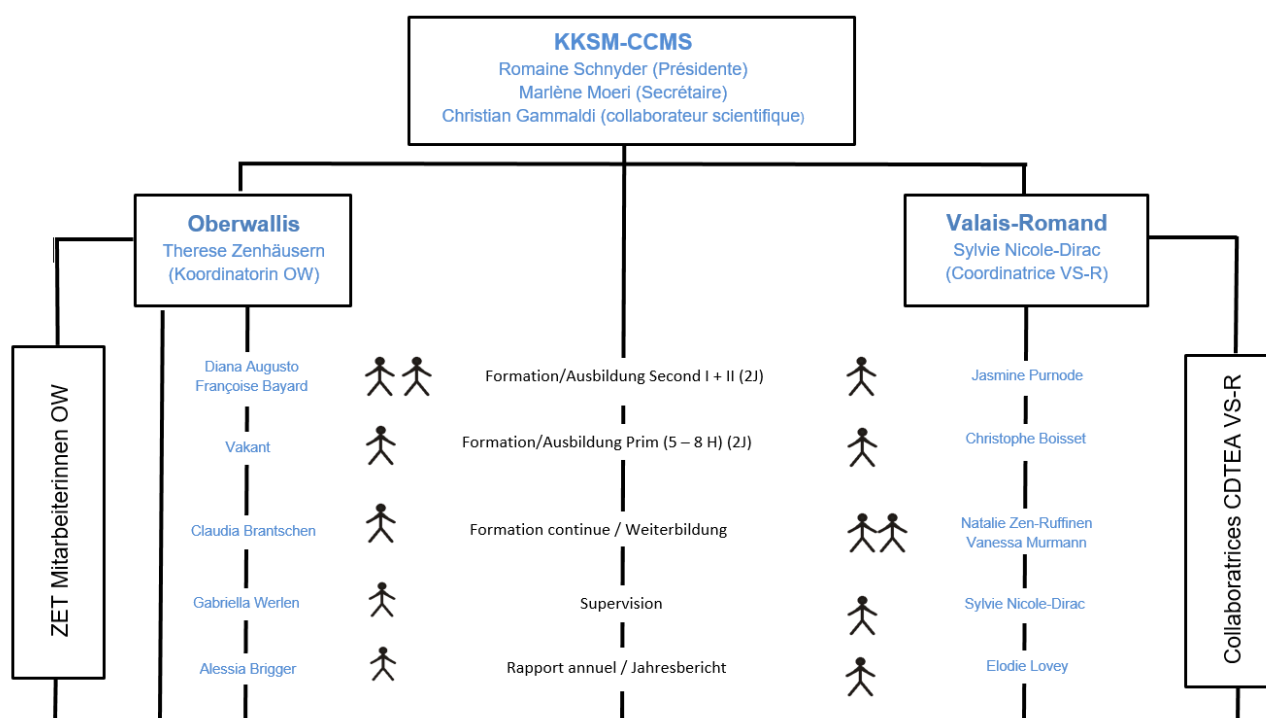 KKSM-CCMS
Romaine Schnyder (Présidente)
Marlène Moeri (Secrétaire)
Christian Gammaldi (collaborateur scientifique)
Oberwallis
Therese Zenhäusern
(Koordinatorin OW)
Valais-Romand
Sylvie Nicole-Dirac
(Coordinatrice VS-R)
ZET Mitarbeiterinnen OW
Diana Augusto
Françoise Bayard
Formation/Ausbildung Second I + II (2J)
Jasmine Purnode
Vakant
Formation/Ausbildung Prim (5 – 8 H) (2J)
Christophe Boisset
Claudia Brantschen
Formation continue / Weiterbildung
Natalie Zen-Ruffinen
Vanessa Murmann
Gabriella Werlen
Supervision
Sylvie Nicole-Dirac
Alessia Brigger
Rapport annuel / Jahresbericht
Elodie Lovey
Collaboratrices CDTEA VS-R